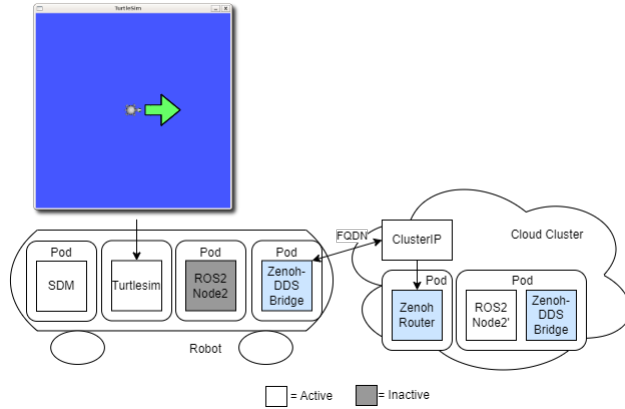 TurtleSim
FQDN
ClusterIP
Cloud Cluster
Pod
SDM
Pod
Turtlesim
Pod
ROS2
Node2
Pod
Zenoh-
DDS
Bridge
Pod
Zenoh
Router
Pod
ROS2
Node2'
Zenoh-
DDS
Bridge
Robot
= Active
= Inactive